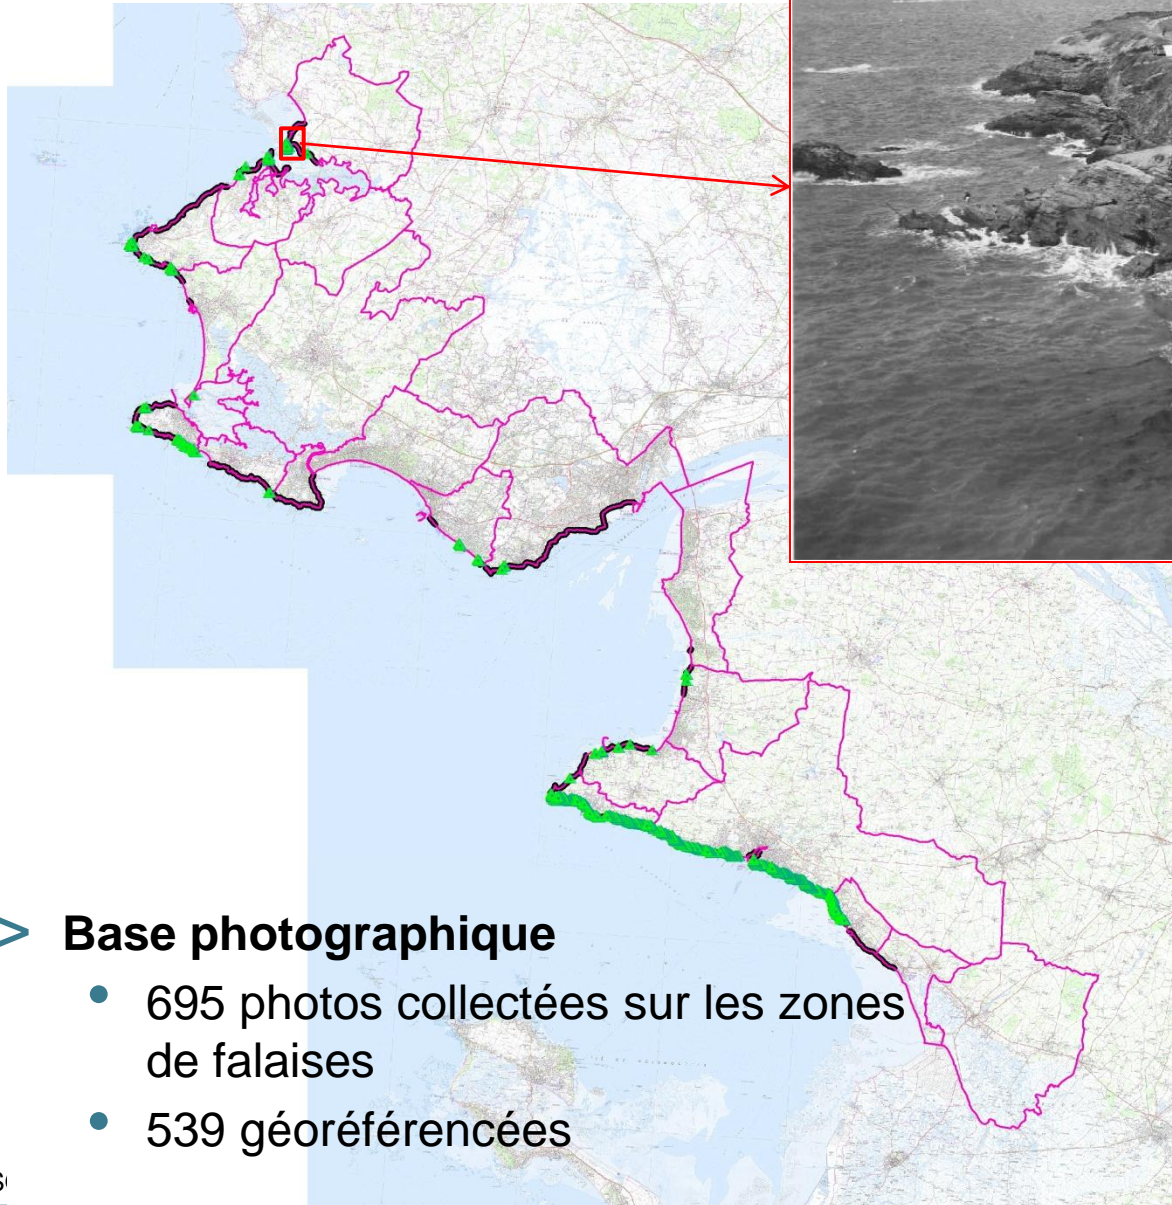 > Base photographique
• 695 photos collectées sur les zones
de falaises
• 539 géoréférencées